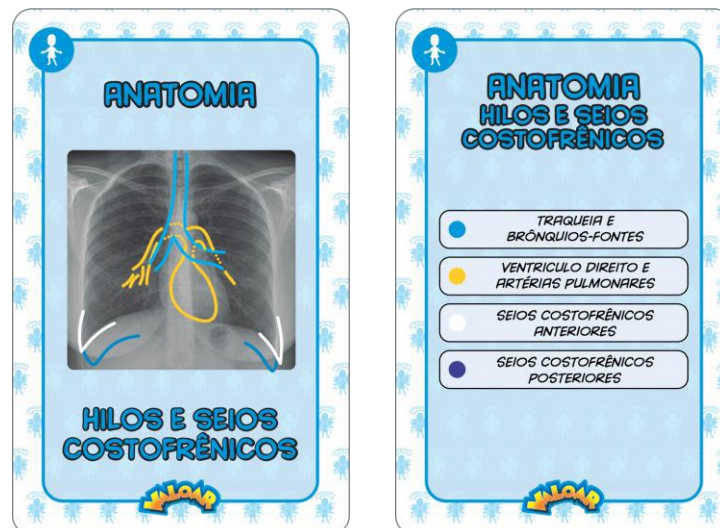 ANATOMIA
HILOS E SEIOS
COSTOFRÊNICOS
VALOAR
ANATOMIA
HILOS E SEIOS
COSTOFRÊNICOS
TRAQUEIA E
BRÔNQUIOS-FONTES
VENTRICULO DIREITO E
ARTÉRIAS PULMONARES
SEIOS COSTOFRÊNICOS
ANTERIORES
SEIOS COSTOFRÊNICOS
POSTERIORES
VALOAR